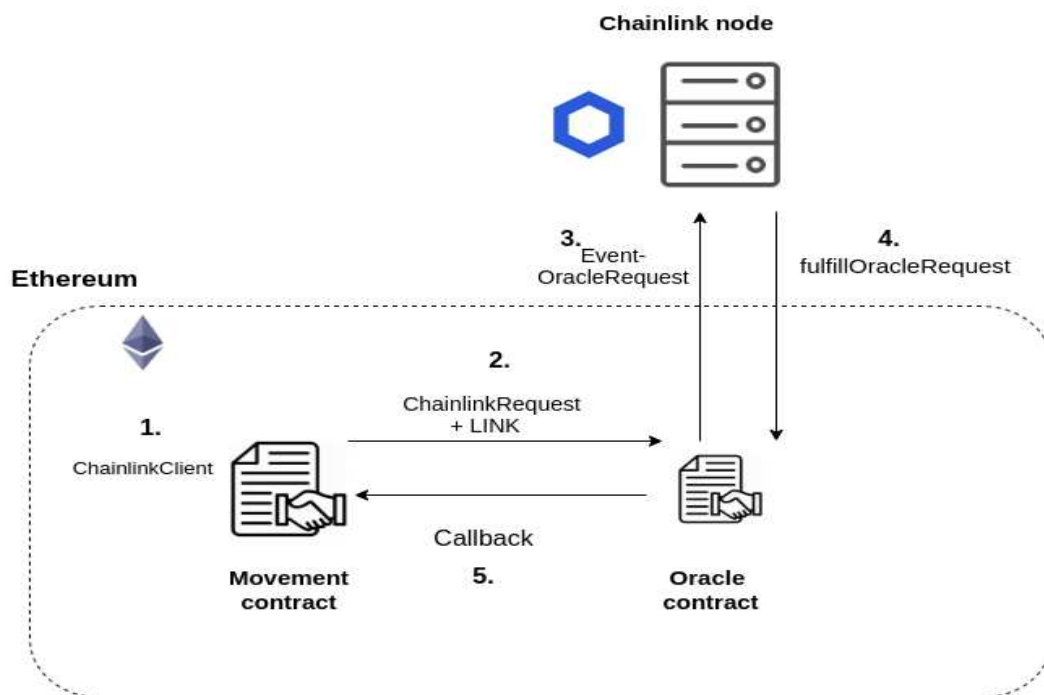 Chainlink node
3.
Event-
OracleRequest
4.
fulfillOracleRequest
Ethereum
2.
ChainlinkRequest
+ LINK
1.
ChainlinkClient
Callback
5.
Movement
contract
Oracle
contract